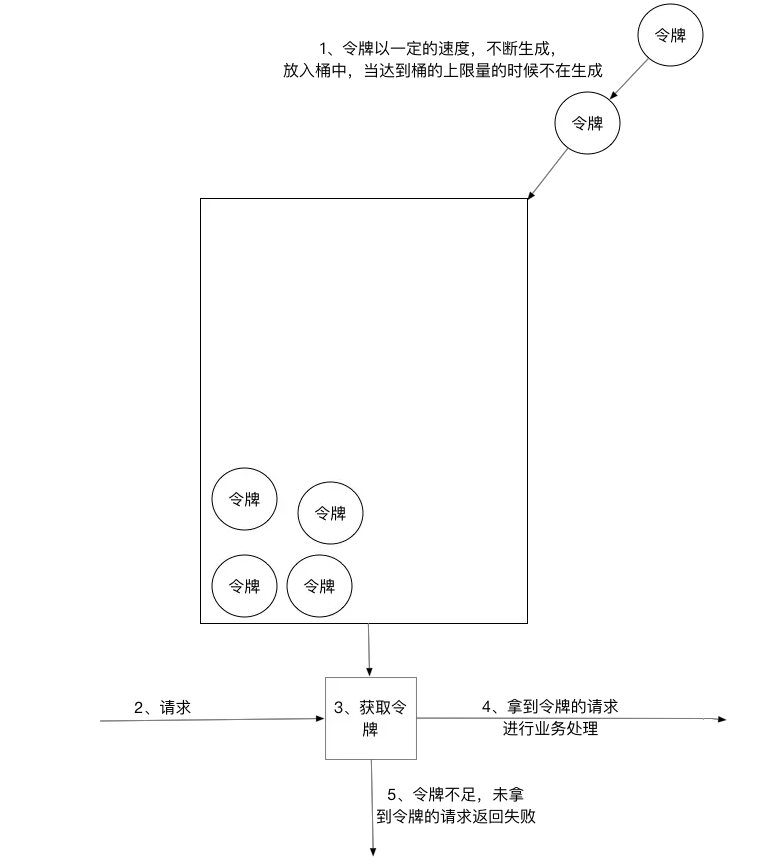 令牌
1、令牌以一定的速度，不断生成，
放入桶中，当达到桶的上限量的时候不在生成
令牌
令牌
令牌
令牌
令牌
2、请求
3、获取令
牌
4、拿到令牌的请求
进行业务处理
5、令牌不足，未拿
到令牌的请求返回失败